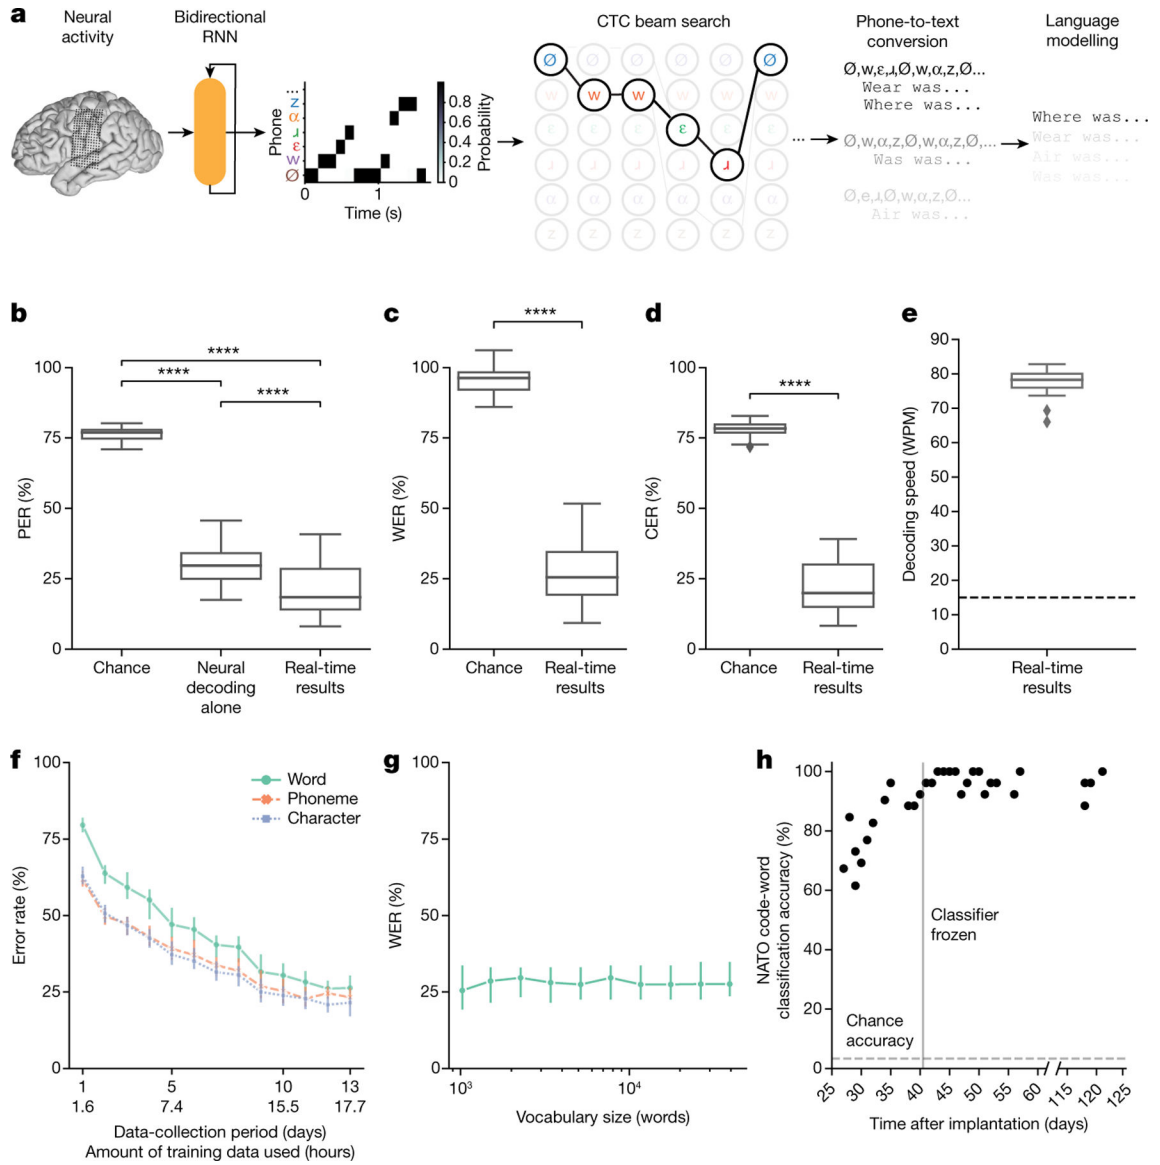 a
Neural
activity
Bidirectional
RNN
CTC beam search
Phone-to-text
conversion
Language
modelling
Phone
...
z
α
ɹ
ε
w
Ø
0
1
Time (s)
0.8
0.6
0.4
0.2
0
Probability
Ø Ø Ø Ø Ø Ø
w w w w w w
ε ε ε ε ε ε
ɹ ɹ ɹ ɹ ɹ ɹ
α α α α α α
z z z z z z
...
Ø,w,ε,ɹ,Ø,w,α,z,Ø...
Wear was...
Where was...
Ø,w,α,z,Ø,w,α,z,Ø,...
Was was...
Ø,e,ɹ,Ø,w,α,z,Ø...
Air was...
Where was...
Wear was...
Air was...
Was was...
b
PER (%)
100
75
50
25
0
****
****
****
Chance
Neural
decoding
alone
Real-time
results
c
WER (%)
100
75
50
25
0
****
Chance
Real-time
results
d
CER (%)
100
75
50
25
0
****
Chance
Real-time
results
e
Decoding speed (WPM)
90
80
70
60
50
40
30
20
10
0
Real-time
results
f
Error rate (%)
100
75
50
25
0
Word
Phoneme
Character
1 5 10 13
1.6 7.4 15.5 17.7
Data-collection period (days)
Amount of training data used (hours)
g
WER (%)
100
75
50
25
0
10³ 10⁴
Vocabulary size (words)
h
NATO code-word
classification accuracy (%)
100
80
60
40
20
0
Classifier
frozen
Chance
accuracy
25 30 35 40 45 50 55 60 115 120 125
Time after implantation (days)